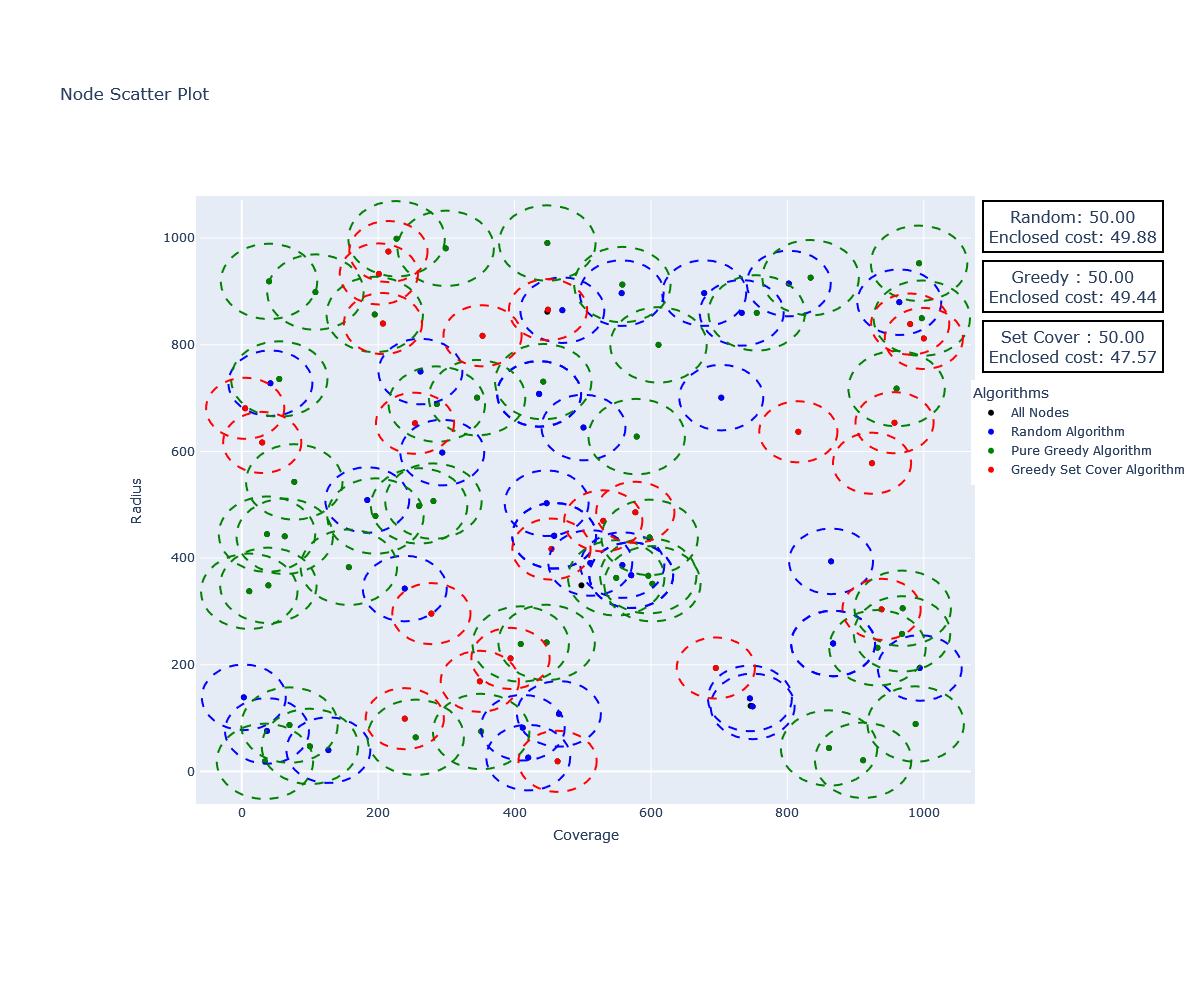 Node Scatter Plot
Random: 50.00
Enclosed cost: 49.88
Greedy : 50.00
Enclosed cost: 49.44
Set Cover : 50.00
Enclosed cost: 47.57
Algorithms
All Nodes
Random Algorithm
Pure Greedy Algorithm
Greedy Set Cover Algorithm
Radius
1000
800
600
400
200
0
0 200 400 600 800 1000
Coverage